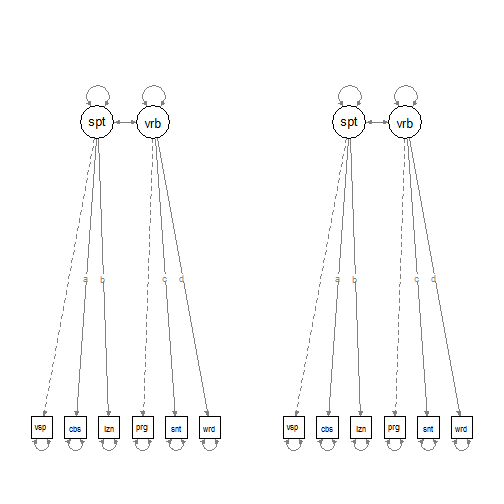 spt vrb spt vrb
a b c d a b c d
vsp cbs lzn prg snt wrd vsp cbs lzn prg snt wrd